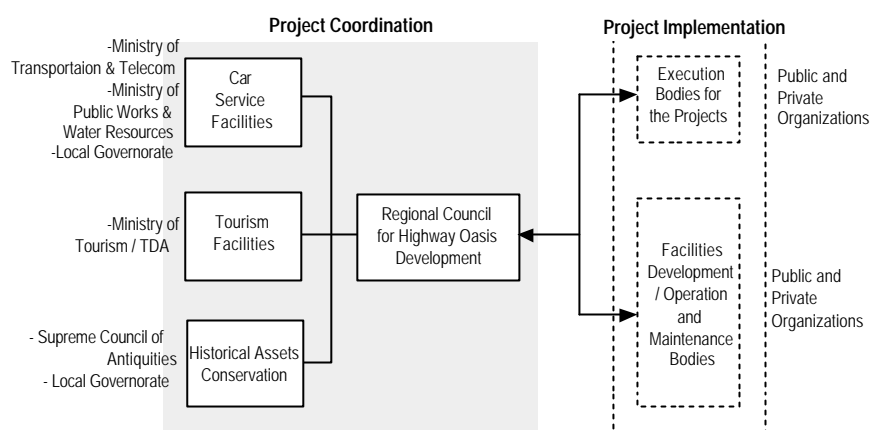 Project Coordination
Project Implementation
-Ministry of
Transportaion & Telecom
-Ministry of
Public Works &
Water Resources
-Local Governorate
Car
Service
Facilities
Execution
Bodies for
the Projects
Public and
Private
Organizations
-Ministry of
Tourism / TDA
Tourism
Facilities
Regional Council
for Highway Oasis
Development
Facilities
Development
/ Operation
and
Maintenance
Bodies
Public and
Private
Organizations
- Supreme Council of
Antiquities
- Local Governorate
Historical Assets
Conservation